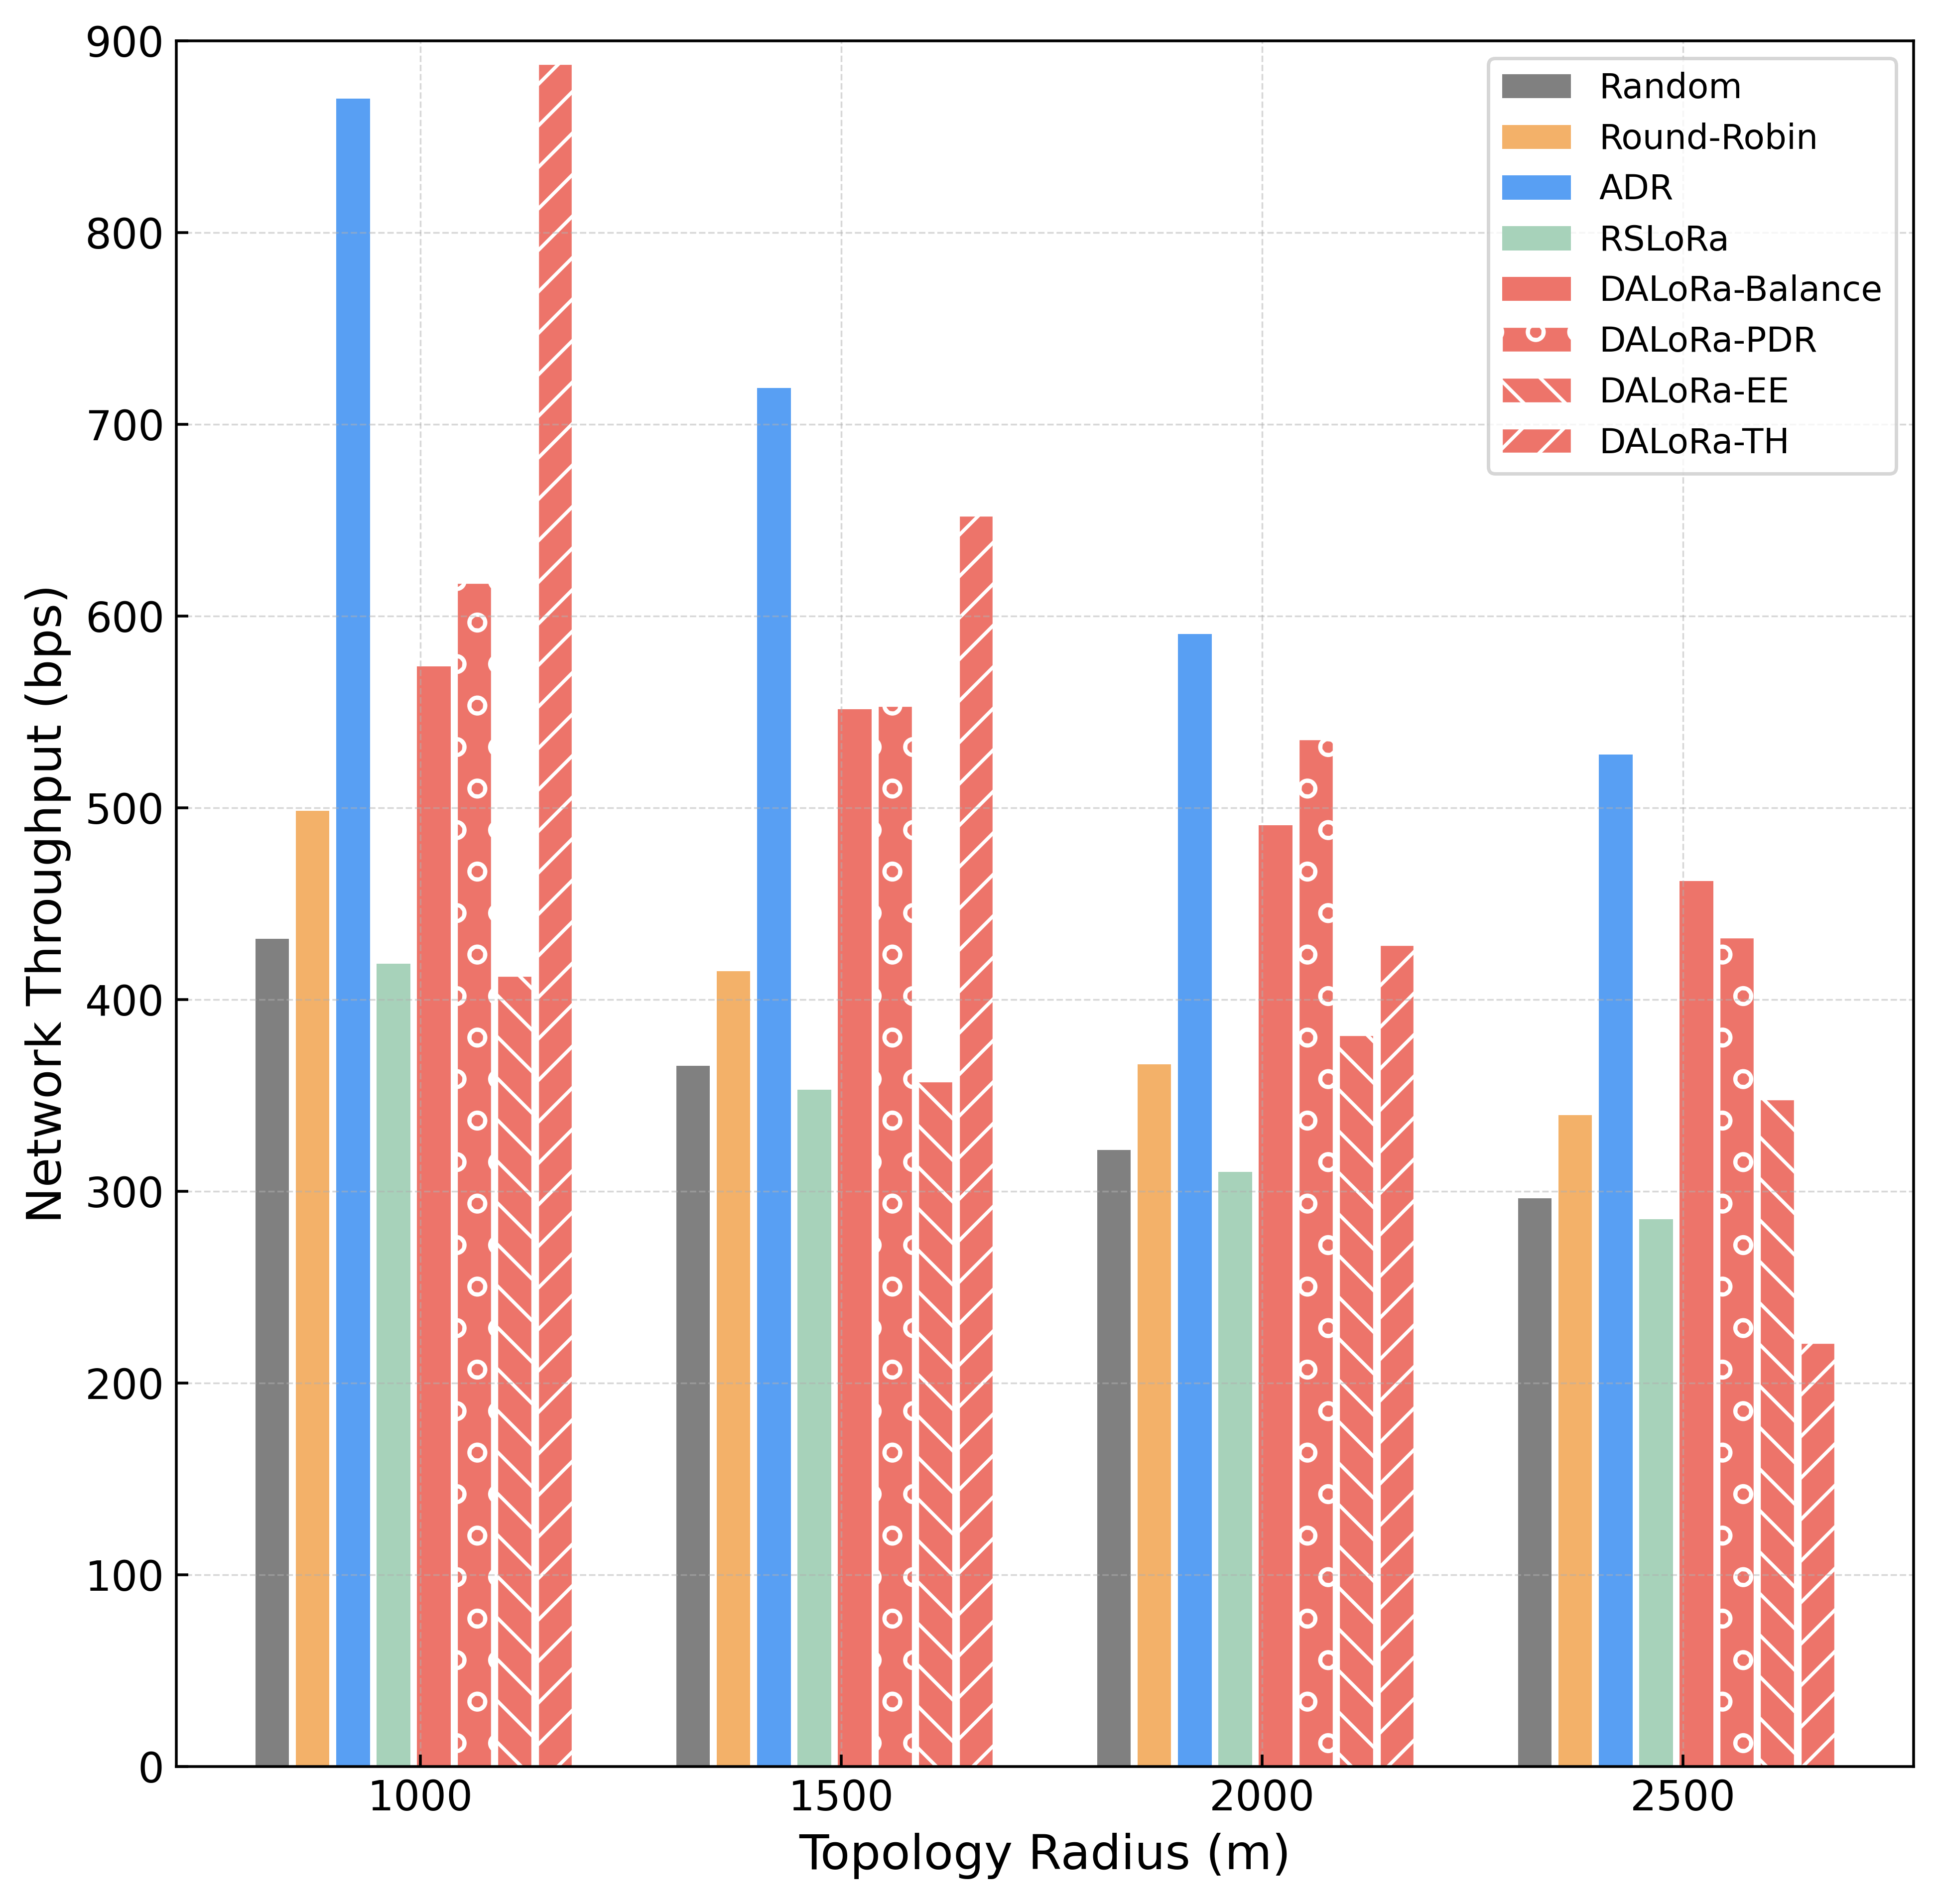 Network Throughput (bps)
900
800
700
600
500
400
300
200
100
0
Random
Round-Robin
ADR
RSLoRa
DALoRa-Balance
DALoRa-PDR
DALoRa-EE
DALoRa-TH
1000 1500 2000 2500
Topology Radius (m)